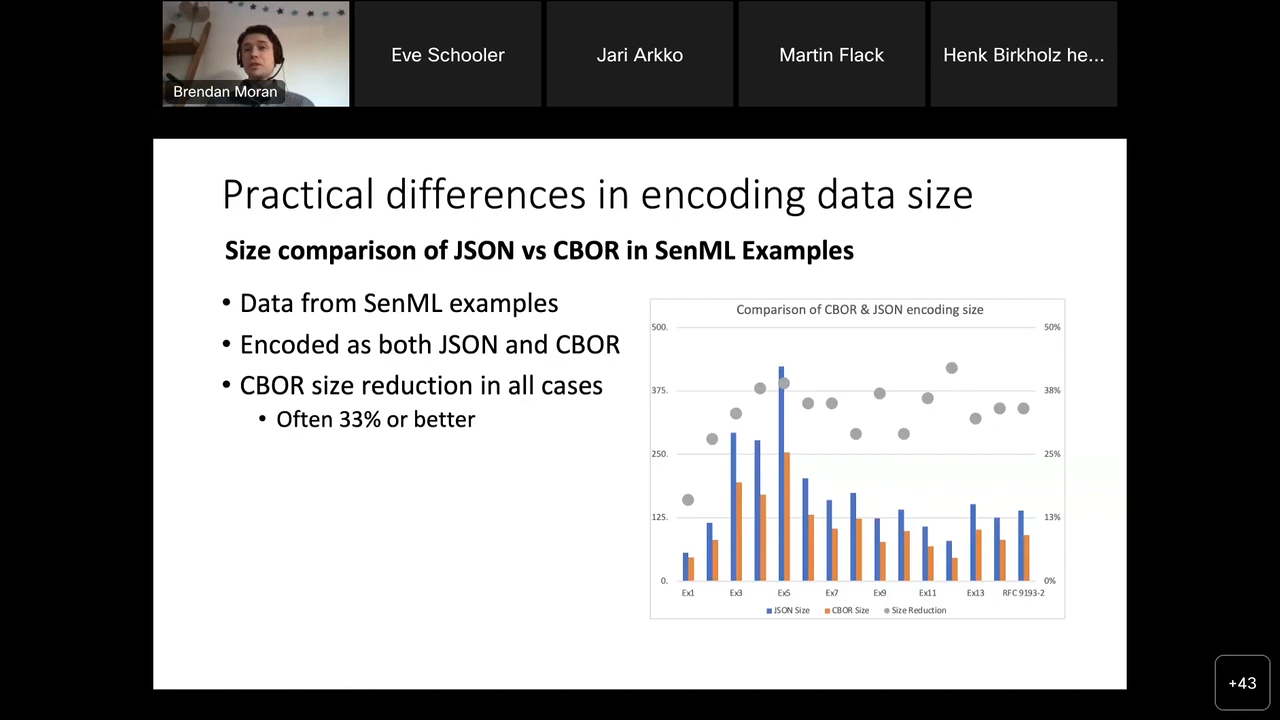 Brendan Moran
Eve Schooler
Jari Arkko
Martin Flack
Henk Birkholz he...
Practical differences in encoding data size
Size comparison of JSON vs CBOR in SenML Examples
• Data from SenML examples
• Encoded as both JSON and CBOR
• CBOR size reduction in all cases
• Often 33% or better
Comparison of CBOR & JSON encoding size
500. 50%
375. 38%
250. 25%
125. 13%
0. 0%
Ex1 Ex3 Ex5 Ex7 Ex9 Ex11 Ex13 RFC 9193-2
JSON Size CBOR Size Size Reduction
+43